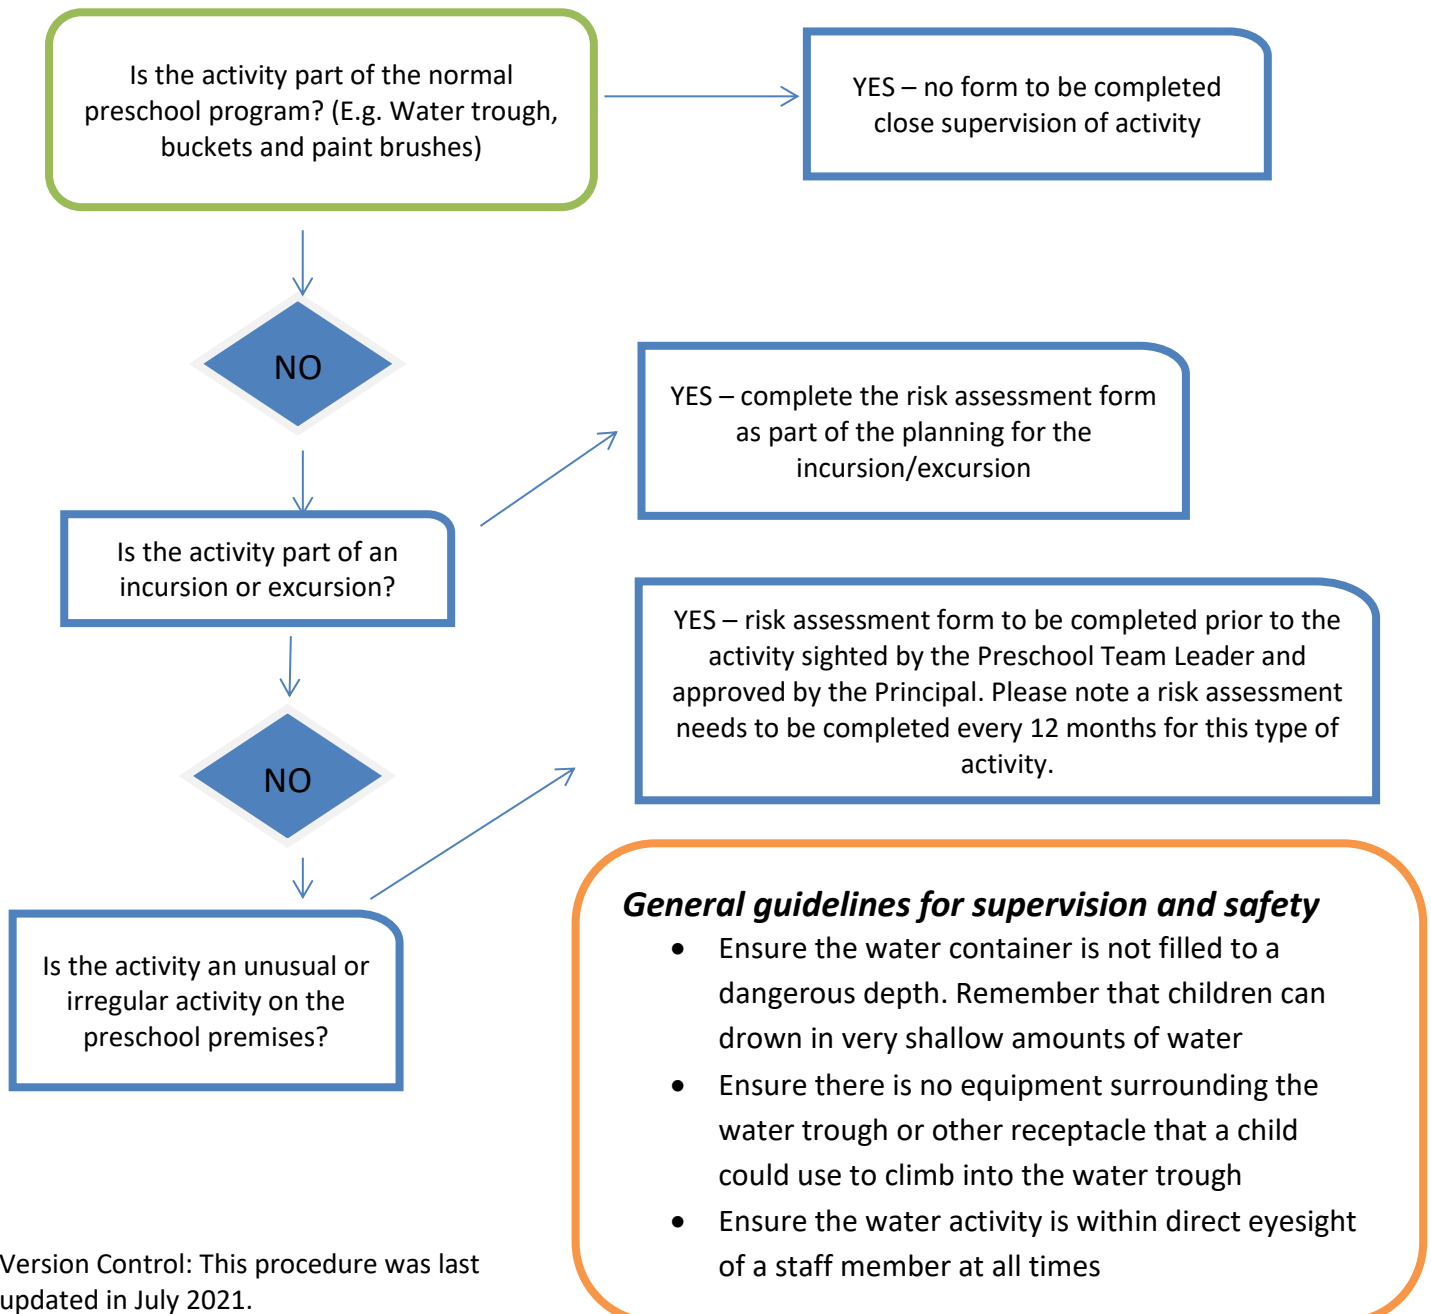 Is the activity part of the normal
preschool program? (E.g. Water trough,
buckets and paint brushes)
YES – no form to be completed
close supervision of activity
NO
YES – complete the risk assessment form
as part of the planning for the
incursion/excursion
Is the activity part of an
incursion or excursion?
YES – risk assessment form to be completed prior to the
activity sighted by the Preschool Team Leader and
approved by the Principal. Please note a risk assessment
needs to be completed every 12 months for this type of
activity.
NO
Is the activity an unusual or
irregular activity on the
preschool premises?
General guidelines for supervision and safety
• Ensure the water container is not filled to a
dangerous depth. Remember that children can
drown in very shallow amounts of water
• Ensure there is no equipment surrounding the
water trough or other receptacle that a child
could use to climb into the water trough
• Ensure the water activity is within direct eyesight
of a staff member at all times
Version Control: This procedure was last
updated in July 2021.